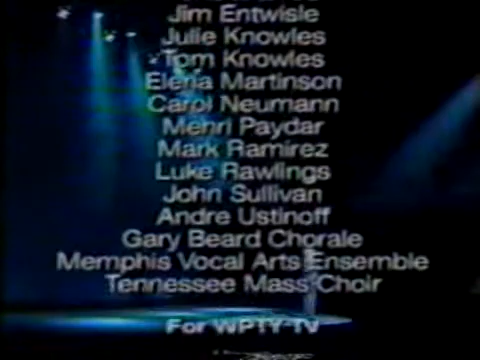 Jim Entwisle
Julie Knowles
Tom Knowles
Elena Martinson
Carol Neumann
Mehri Paydar
Mark Ramirez
Luke Rawlings
John Sullivan
Andre Ustinoff
Gary Beard Chorale
Memphis Vocal Arts Ensemble
Tennessee Mass Choir
For WPTY-TV